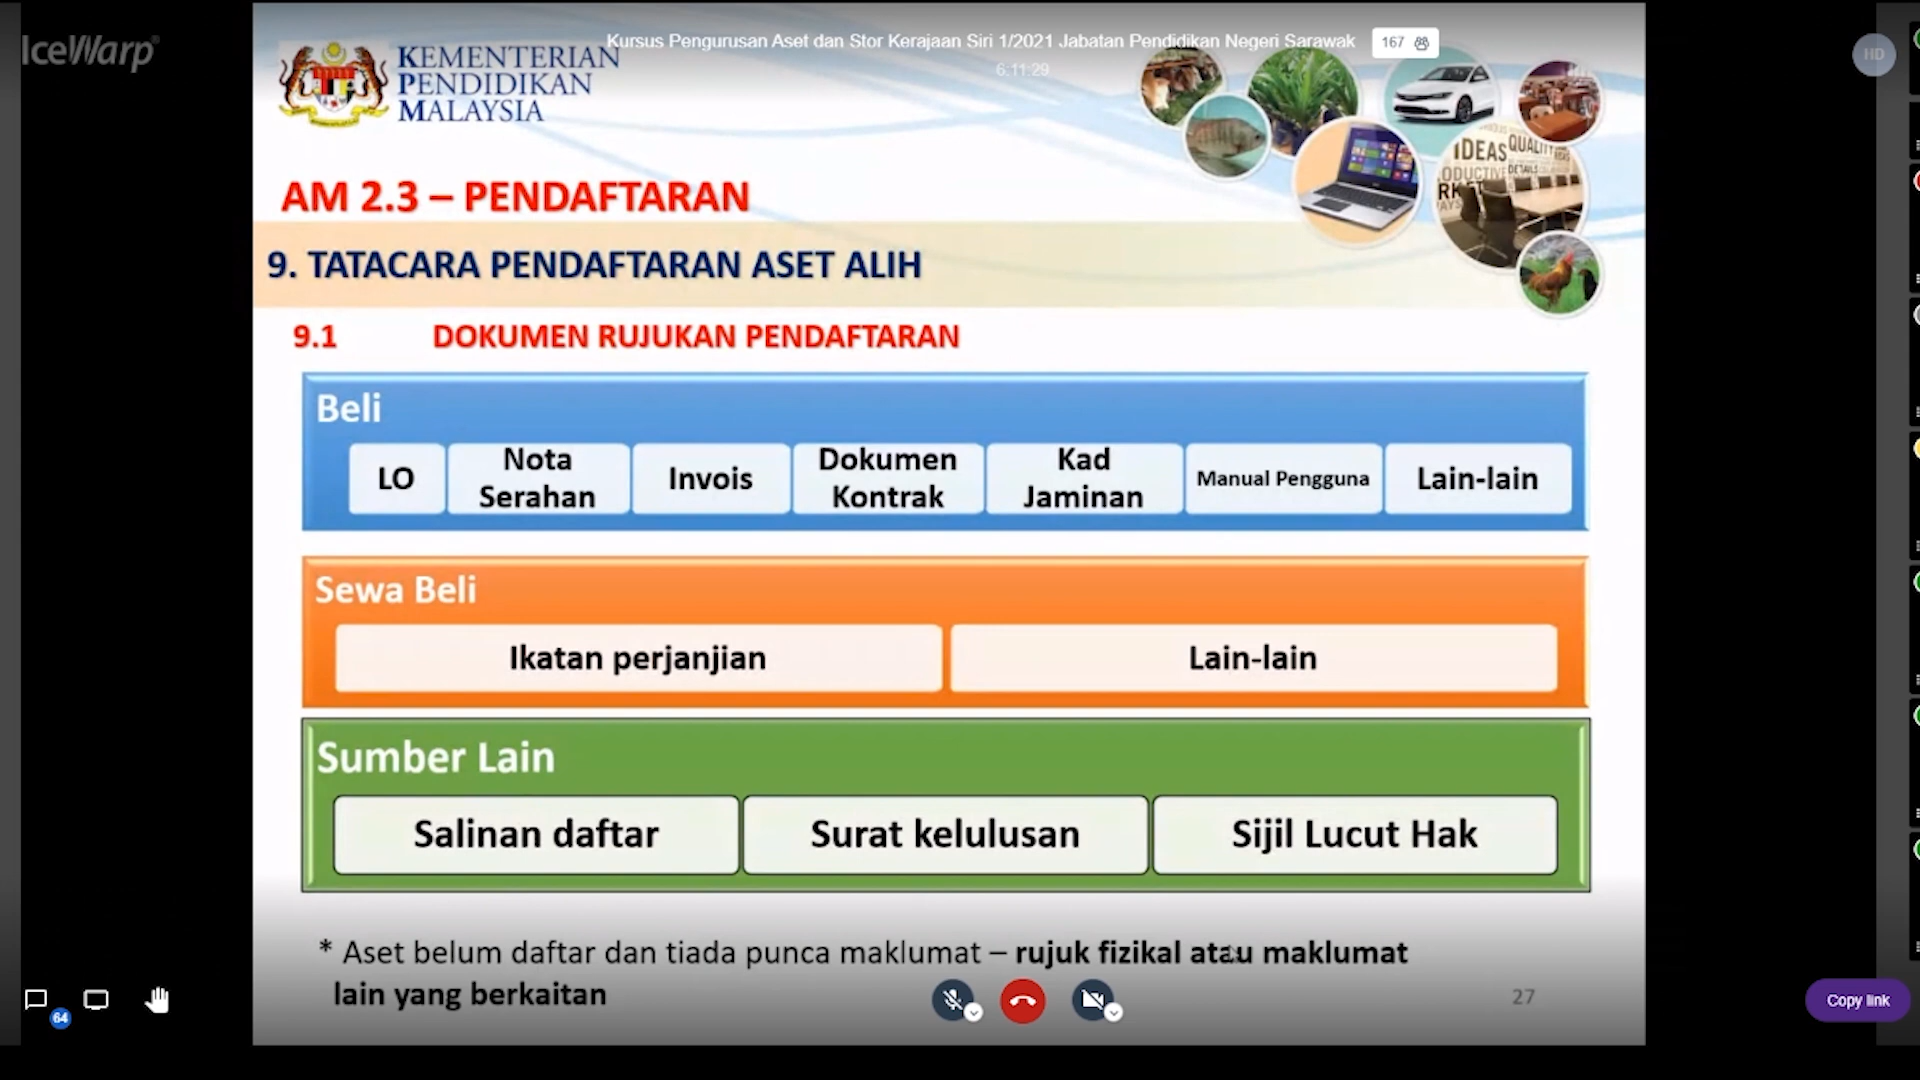 IceWarp
Kursus Pengurusan Aset dan Stor Kerajaan Siri 1/2021 Jabatan Pendidikan Negeri Sarawak
167
6:11:29
HD
KEMENTERIAN
PENDIDIKAN
MALAYSIA
IDEAS QUALITY
DETAILS
AM 2.3 – PENDAFTARAN
9. TATACARA PENDAFTARAN ASET ALIH
9.1 DOKUMEN RUJUKAN PENDAFTARAN
Beli
LO
Nota
Serahan
Invois
Dokumen
Kontrak
Kad
Jaminan
Manual Pengguna
Lain-lain
Sewa Beli
Ikatan perjanjian
Lain-lain
Sumber Lain
Salinan daftar
Surat kelulusan
Sijil Lucut Hak
* Aset belum daftar dan tiada punca maklumat – rujuk fizikal atau maklumat
lain yang berkaitan
27
64
Copy link